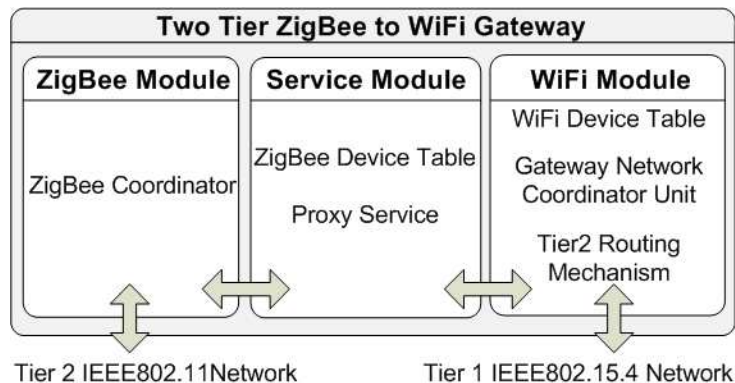 Two Tier ZigBee to WiFi Gateway
ZigBee Module
ZigBee Coordinator
Service Module
ZigBee Device Table
Proxy Service
WiFi Module
WiFi Device Table
Gateway Network
Coordinator Unit
Tier2 Routing
Mechanism
Tier 2 IEEE802.11Network
Tier 1 IEEE802.15.4 Network